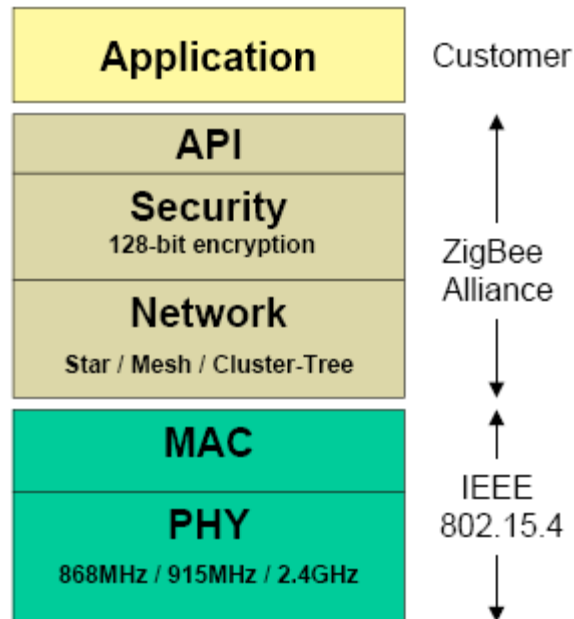 Application
Customer
API
Security
128-bit encryption
Network
Star / Mesh / Cluster-Tree
ZigBee
Alliance
MAC
PHY
868MHz / 915MHz / 2.4GHz
IEEE
802.15.4